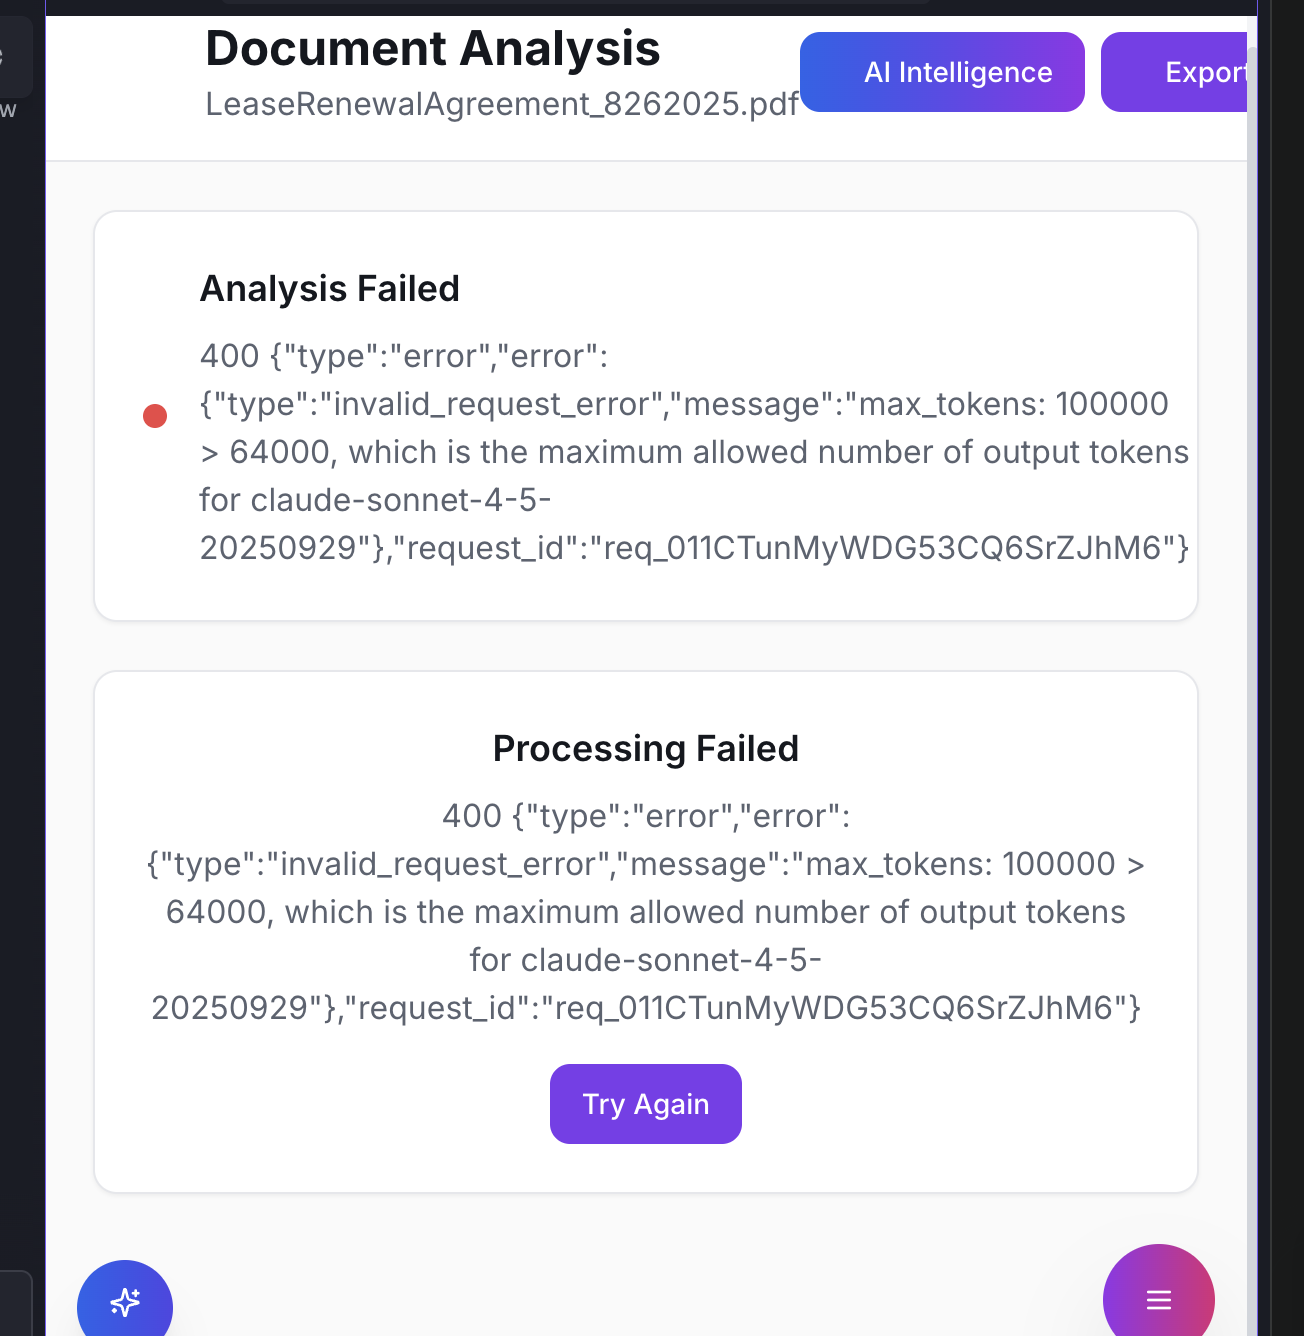 Document Analysis
LeaseRenewalAgreement_8262025.pdf
AI Intelligence
Export
w
Analysis Failed
400 {"type":"error","error":
{"type":"invalid_request_error","message":"max_tokens: 100000
> 64000, which is the maximum allowed number of output tokens
for claude-sonnet-4-5-
20250929"},"request_id":"req_011CTunMyWDG53CQ6SrZJhM6"}
Processing Failed
400 {"type":"error","error":
{"type":"invalid_request_error","message":"max_tokens: 100000 >
64000, which is the maximum allowed number of output tokens
for claude-sonnet-4-5-
20250929"},"request_id":"req_011CTunMyWDG53CQ6SrZJhM6"}
Try Again